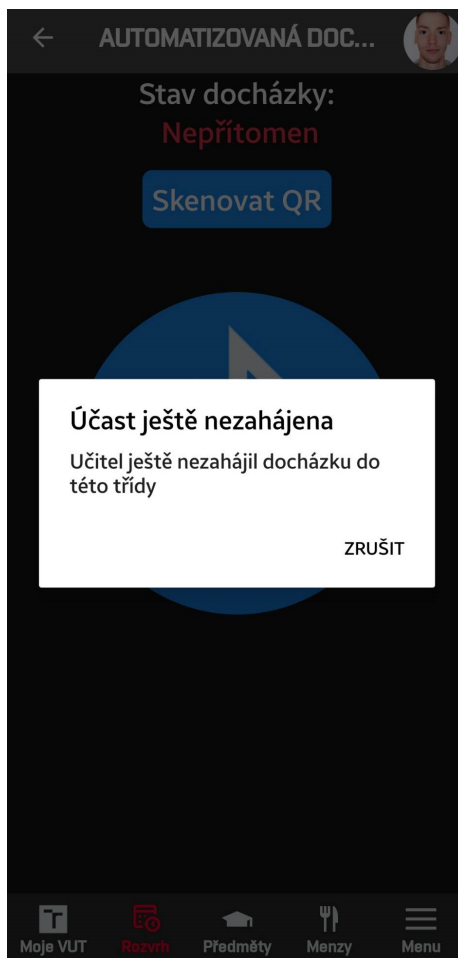 AUTOMATIZOVANÁ DOC...
Stav docházky:
Nepřítomen
Skenovat QR
Účast ještě nezahájena
Učitel ještě nezahájil docházku do
této třídy
ZRUŠIT
Moje VUT Rozvrh Předměty Menzy Menu